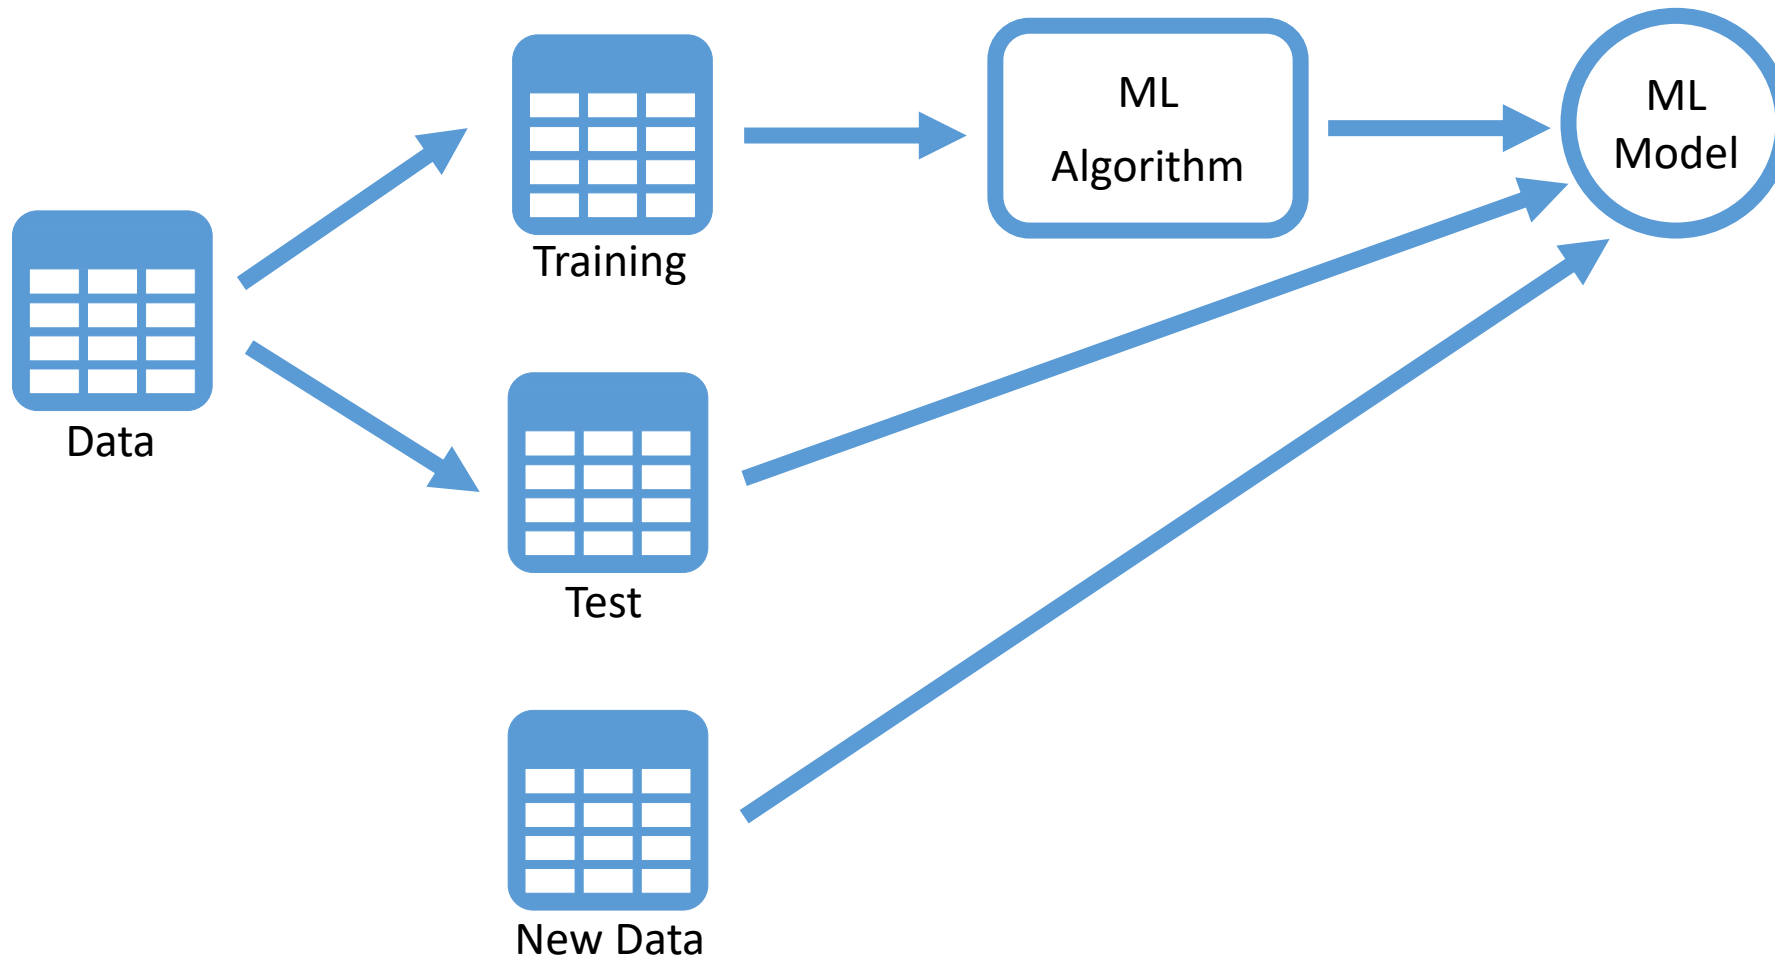 ML
Algorithm
ML
Model
Training
Data
Test
New Data